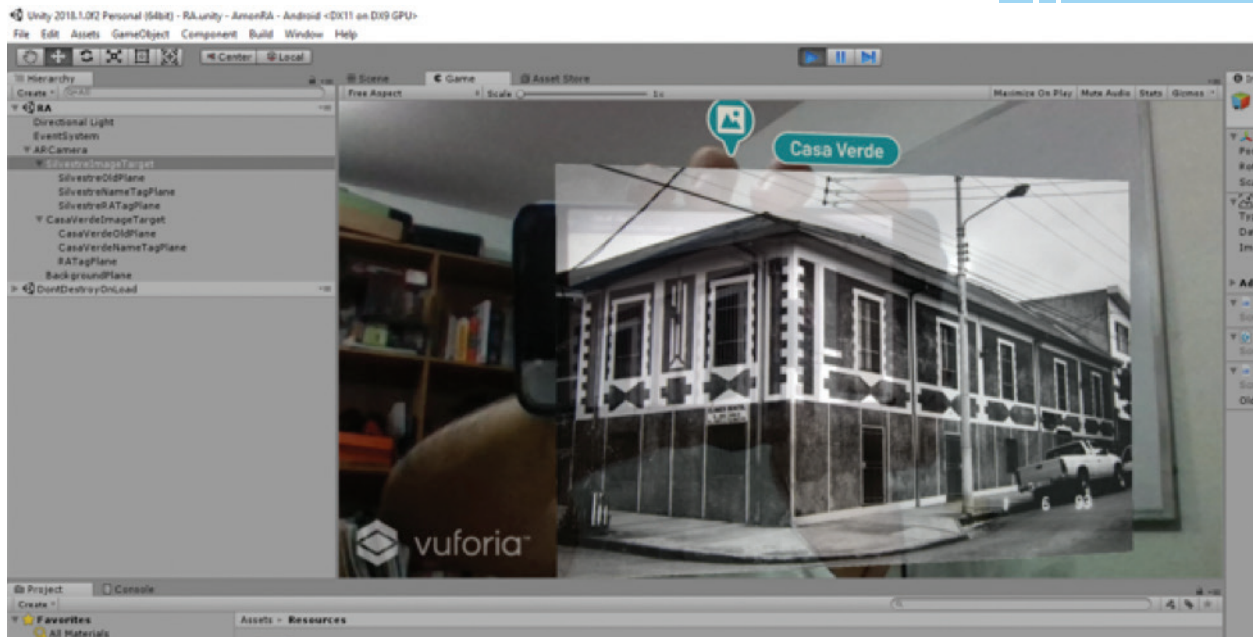 Unity 2018.1.0f2 Personal (64bit) - RA.unity - AmonRA - Android <DX11 on DX9 GPU>
File Edit Assets GameObject Component Build Window Help
Center Local
Hierarchy
Scene Game Asset Store
Create
Free Aspect Scale 1x Maximize On Play Mute Audio Stats Gizmos
RA
Directional Light
EventSystem
ARCamera
SilvestreImageTarget
SilvestreOldPlane
SilvestreNameTagPlane
SilvestreRATagPlane
CasaVerdeImageTarget
CasaVerdeOldPlane
CasaVerdeNameTagPlane
RATagPlane
BackgroundPlane
DontDestroyOnLoad
Casa Verde
6 93
vuforia
Project Console
Create
Favorites
Assets Resources
All Materials